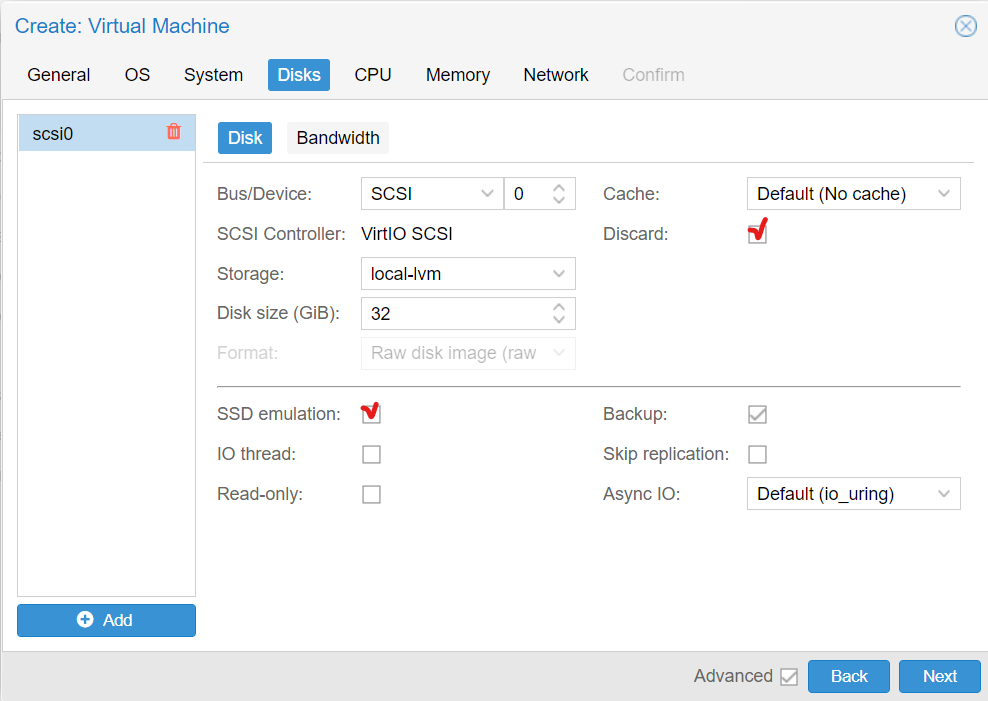 Create: Virtual Machine
General OS System Disks CPU Memory Network Confirm
scsi0
Disk Bandwidth
Bus/Device: SCSI 0 Cache: Default (No cache)
SCSI Controller: VirtIO SCSI Discard:
Storage: local-lvm
Disk size (GiB): 32
Format: Raw disk image (raw
SSD emulation: Backup:
IO thread: Skip replication:
Read-only: Async IO: Default (io_uring)
Add
Advanced Back Next